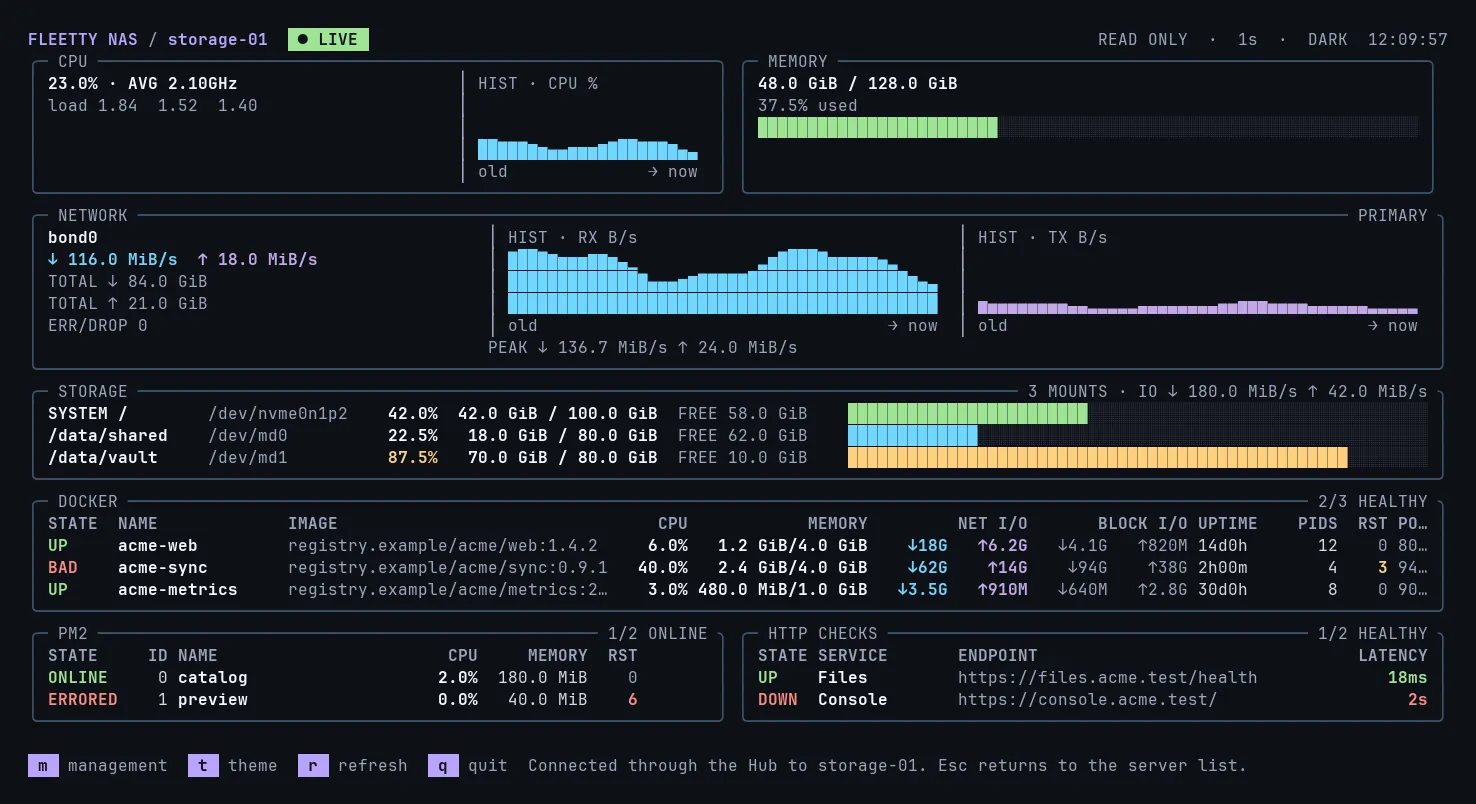 FLEETTY NAS / storage-01 ● LIVE READ ONLY · 1s · DARK 12:09:57
CPU
23.0% · AVG 2.10GHz
load 1.84 1.52 1.40
HIST · CPU %
old → now
MEMORY
48.0 GiB / 128.0 GiB
37.5% used
NETWORK PRIMARY
bond0
↓ 116.0 MiB/s ↑ 18.0 MiB/s
TOTAL ↓ 84.0 GiB
TOTAL ↑ 21.0 GiB
ERR/DROP 0
HIST · RX B/s
old → now
HIST · TX B/s
old → now
PEAK ↓ 136.7 MiB/s ↑ 24.0 MiB/s
STORAGE 3 MOUNTS · IO ↓ 180.0 MiB/s ↑ 42.0 MiB/s
SYSTEM / /dev/nvme0n1p2 42.0% 42.0 GiB / 100.0 GiB FREE 58.0 GiB
/data/shared /dev/md0 22.5% 18.0 GiB / 80.0 GiB FREE 62.0 GiB
/data/vault /dev/md1 87.5% 70.0 GiB / 80.0 GiB FREE 10.0 GiB
DOCKER 2/3 HEALTHY
STATE NAME IMAGE CPU MEMORY NET I/O BLOCK I/O UPTIME PIDS RST PO…
UP acme-web registry.example/acme/web:1.4.2 6.0% 1.2 GiB/4.0 GiB ↓18G ↑6.2G ↓4.1G ↑820M 14d0h 12 0 80…
BAD acme-sync registry.example/acme/sync:0.9.1 40.0% 2.4 GiB/4.0 GiB ↓62G ↑14G ↓94G ↑38G 2h00m 4 3 94…
UP acme-metrics registry.example/acme/metrics:2… 3.0% 480.0 MiB/1.0 GiB ↓3.5G ↑910M ↓640M ↑2.8G 30d0h 8 0 90…
PM2 1/2 ONLINE
STATE ID NAME CPU MEMORY RST
ONLINE 0 catalog 2.0% 180.0 MiB 0
ERRORED 1 preview 0.0% 40.0 MiB 6
HTTP CHECKS 1/2 HEALTHY
STATE SERVICE ENDPOINT LATENCY
UP Files https://files.acme.test/health 18ms
DOWN Console https://console.acme.test/ 2s
m management t theme r refresh q quit Connected through the Hub to storage-01. Esc returns to the server list.